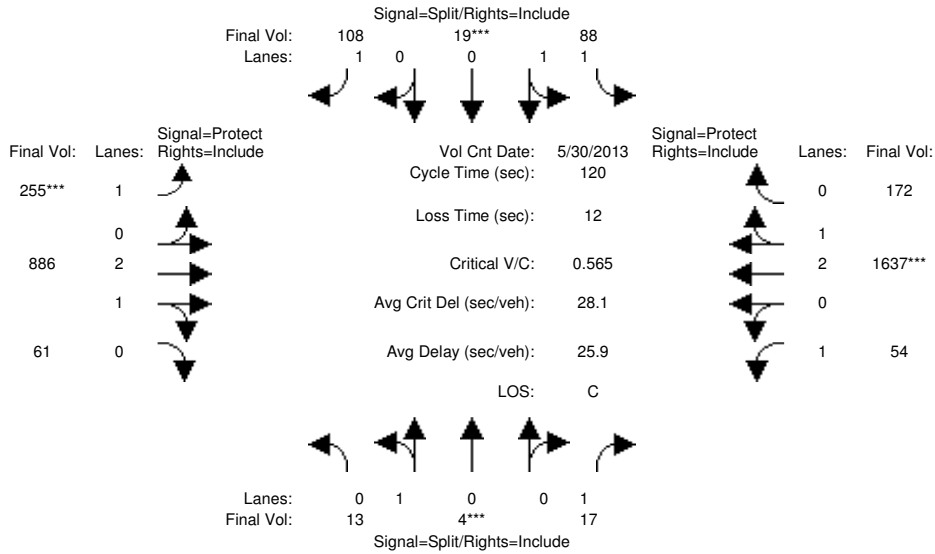 Signal=Split/Rights=Include
Final Vol: 108 19*** 88
Lanes: 1 0 0 1 1
Signal=Protect Signal=Protect
Final Vol: Lanes: Rights=Include Vol Cnt Date: 5/30/2013 Rights=Include Lanes: Final Vol:
Cycle Time (sec): 120
255*** 1 0 172
Loss Time (sec): 12
0 1
886 2 Critical V/C: 0.565 2 1637***
1 Avg Crit Del (sec/veh): 28.1 0
61 0 Avg Delay (sec/veh): 25.9 1 54
LOS: C
Lanes: 0 1 0 0 1
Final Vol: 13 4*** 17
Signal=Split/Rights=Include